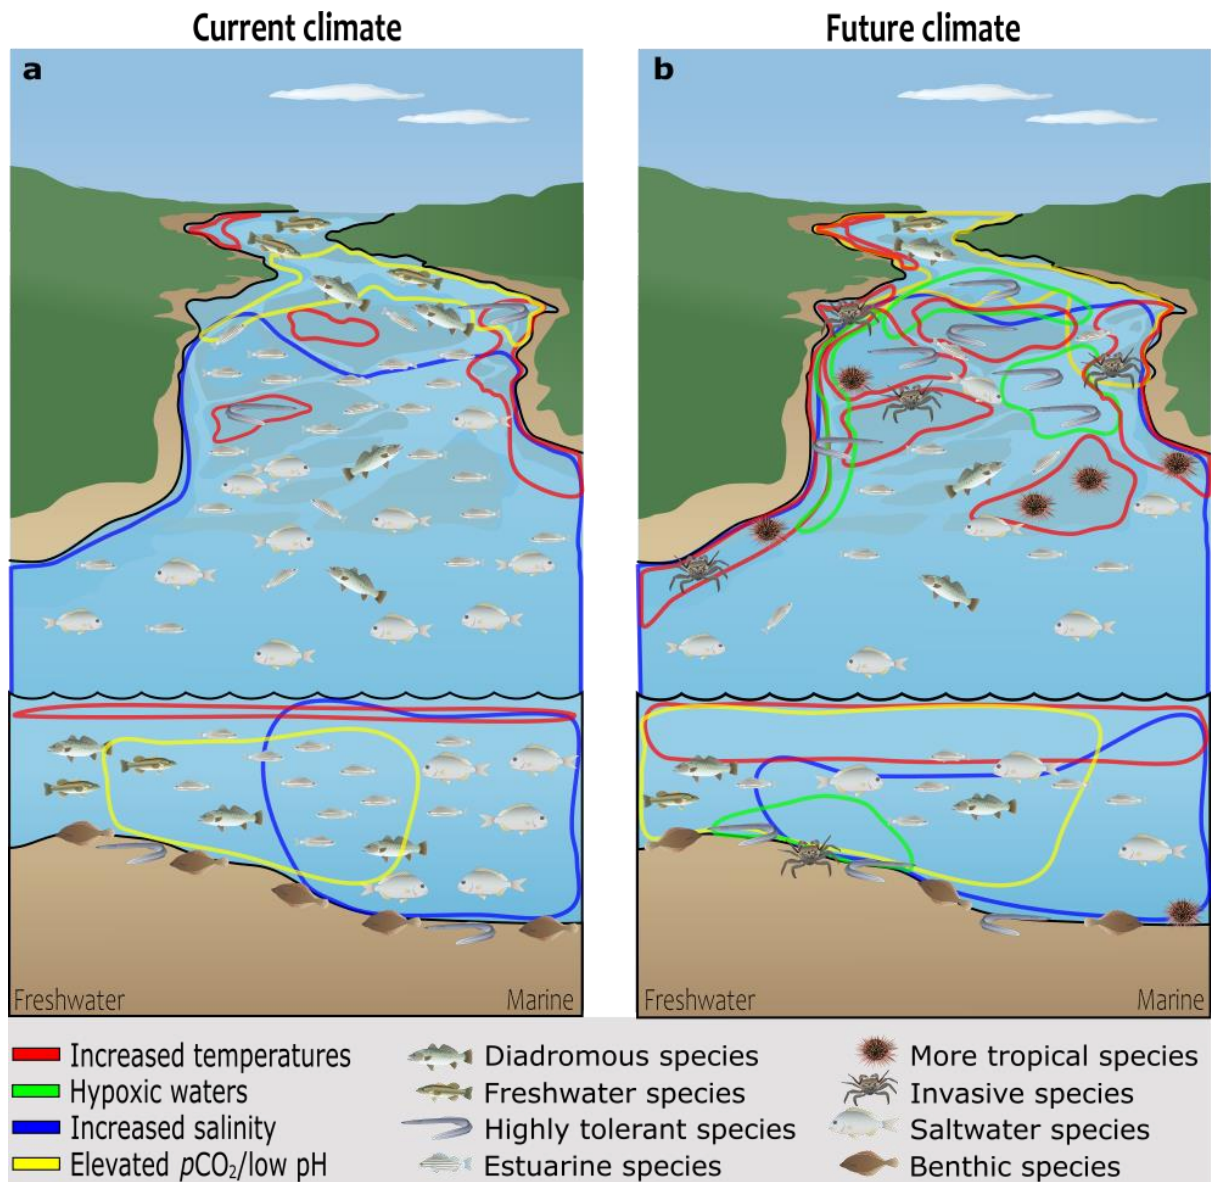 Current climate
Future climate
a
b
Freshwater
Marine
Freshwater
Marine
Increased temperatures
Hypoxic waters
Increased salinity
Elevated pCO₂/low pH
Diadromous species
Freshwater species
Highly tolerant species
Estuarine species
More tropical species
Invasive species
Saltwater species
Benthic species